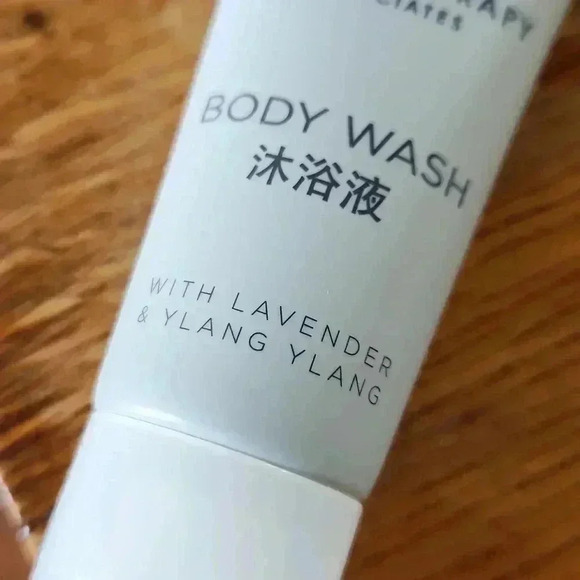 BODY WASH
沐浴液
WITH LAVENDER
& YLANG YLANG